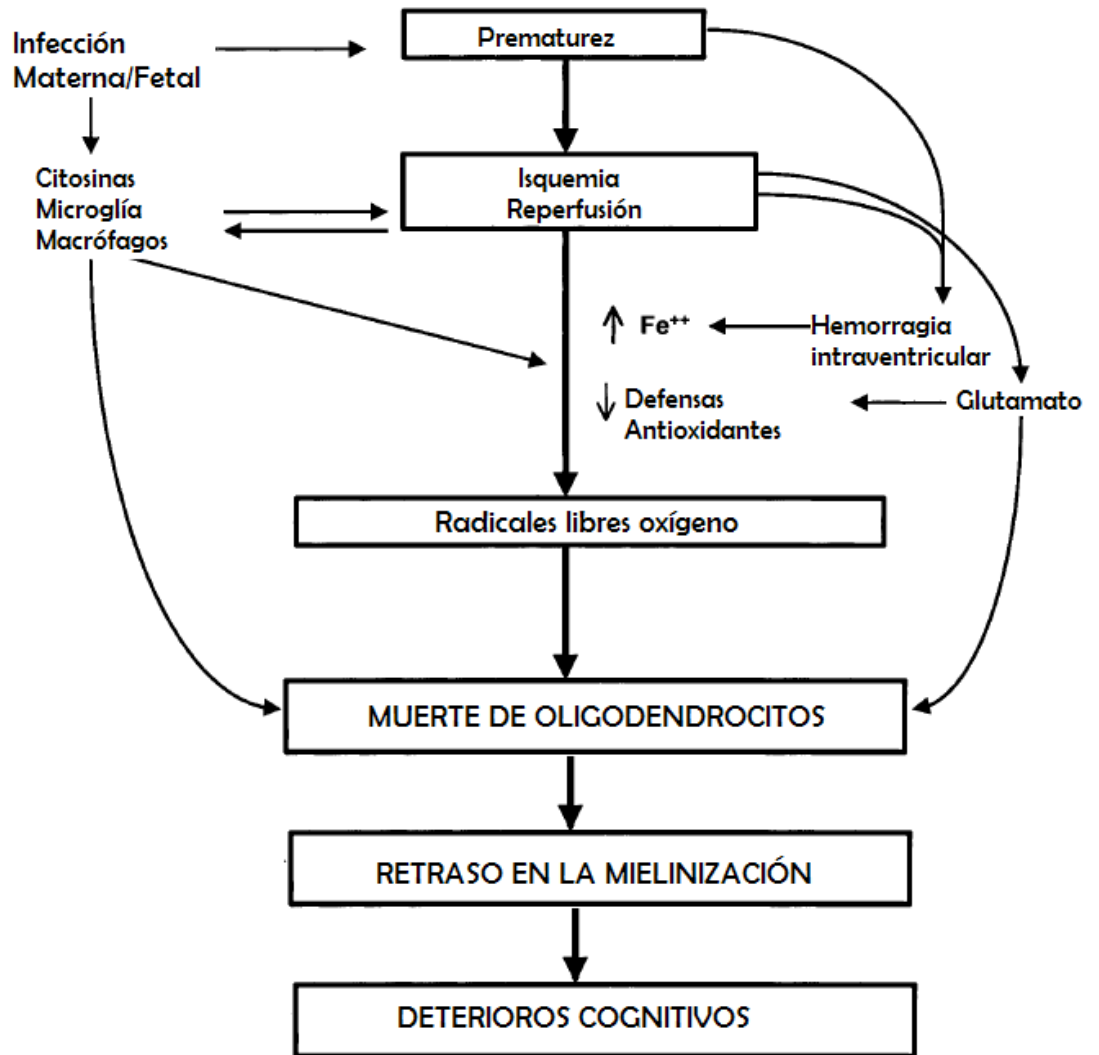 Infección
Materna/Fetal
Prematurez
Citosinas
Microglía
Macrófagos
Isquemia
Reperfusión
↑ Fe++
Hemorragia
intraventricular
↓ Defensas
Antioxidantes
Glutamato
Radicales libres oxígeno
MUERTE DE OLIGODENDROCITOS
RETRASO EN LA MIELINIZACIÓN
DETERIOROS COGNITIVOS